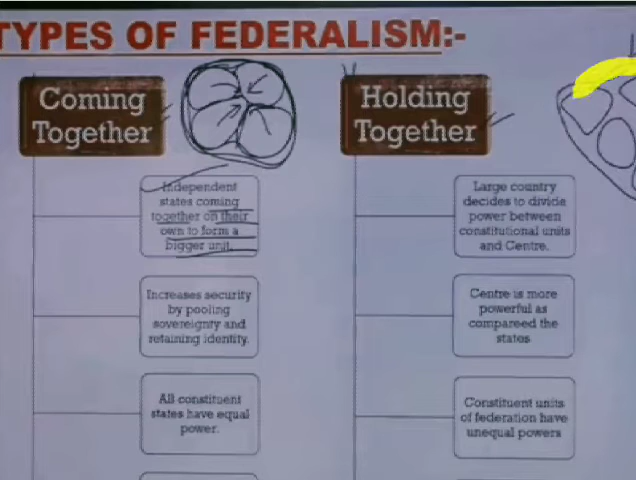 TYPES OF FEDERALISM:-
Coming
Together
Independent
states coming
together on their
own to form a
bigger unit.
Increases security
by pooling
sovereignty and
retaining identity.
All constituent
states have equal
power.
Holding
Together
Large country
decides to divide
power between
constitutional units
and Centre.
Centre is more
powerful as
compareed the
states
Constituent units
of federation have
unequal powers